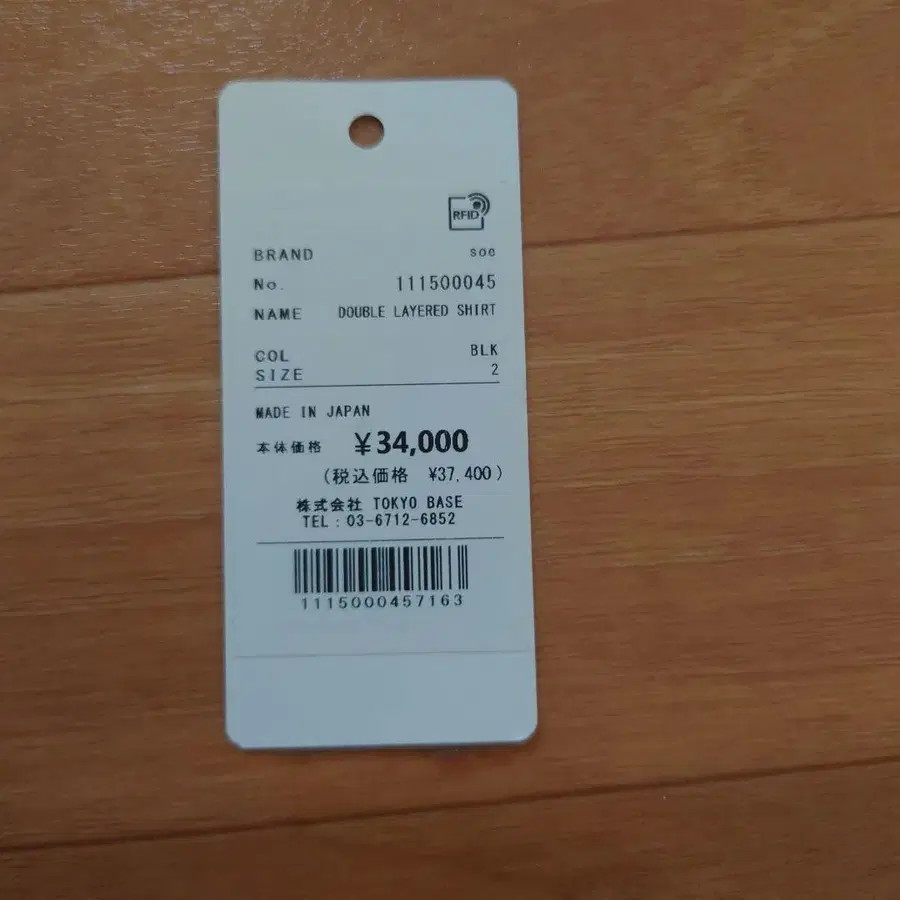 RFID
BRAND soe
No. 111500045
NAME DOUBLE LAYERED SHIRT
COL BLK
SIZE 2
MADE IN JAPAN
本体価格 ¥34,000
(税込価格 ¥37,400)
株式会社 TOKYO BASE
TEL:03-6712-6852
1115000457163